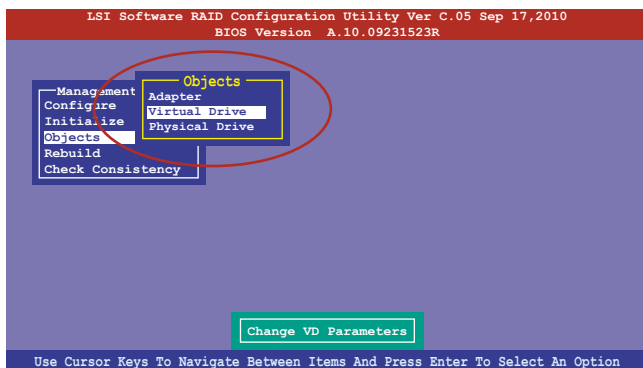 LSI Software RAID Configuration Utility Ver C.05 Sep 17,2010
BIOS Version A.10.09231523R
Management
Configure
Initialize
Objects
Rebuild
Check Consistency
Objects
Adapter
Virtual Drive
Physical Drive
Change VD Parameters
Use Cursor Keys To Navigate Between Items And Press Enter To Select An Option